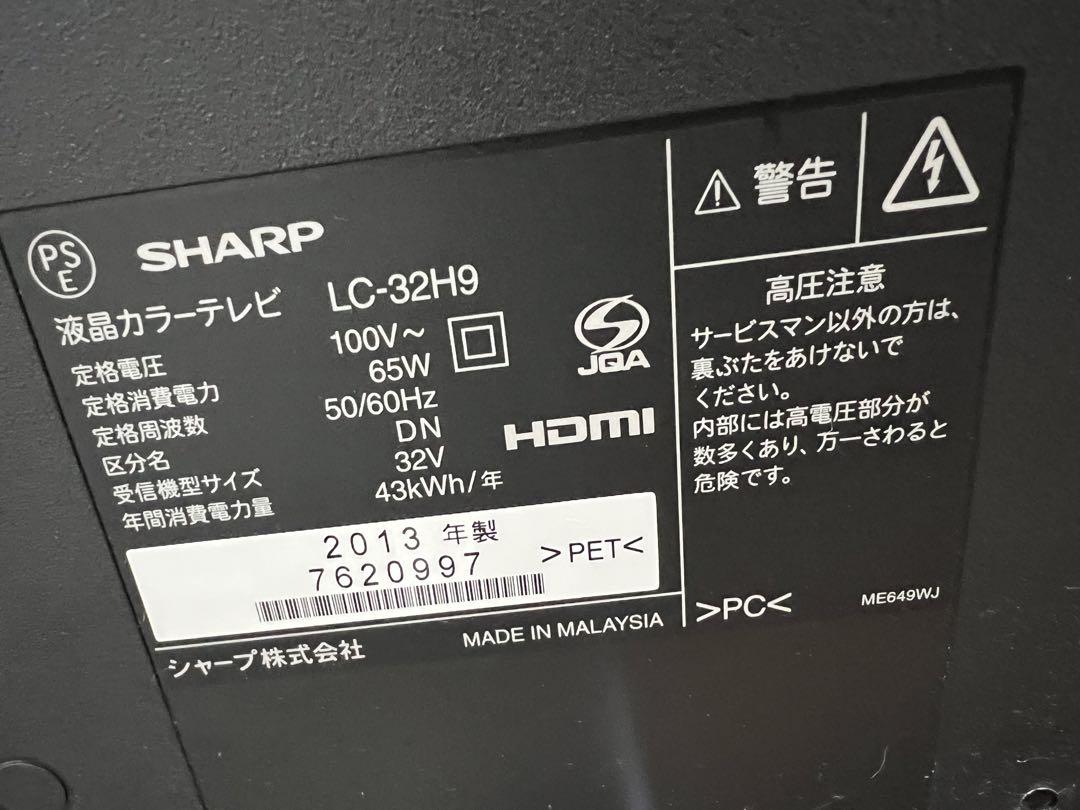 PS
E
SHARP
液晶カラーテレビ LC-32H9
定格電圧 100V～
定格消費電力 65W
定格周波数 50/60Hz
区分名 DN
受信機型サイズ 32V
年間消費電力量 43kWh/年
JQA
HDMI
2013 年製
7620997
>PET<
シャープ株式会社
MADE IN MALAYSIA
警告
高圧注意
サービスマン以外の方は、
裏ぶたをあけないで
ください。
内部には高電圧部分が
数多くあり、万一さわると
危険です。
>PC<
ME649WJ